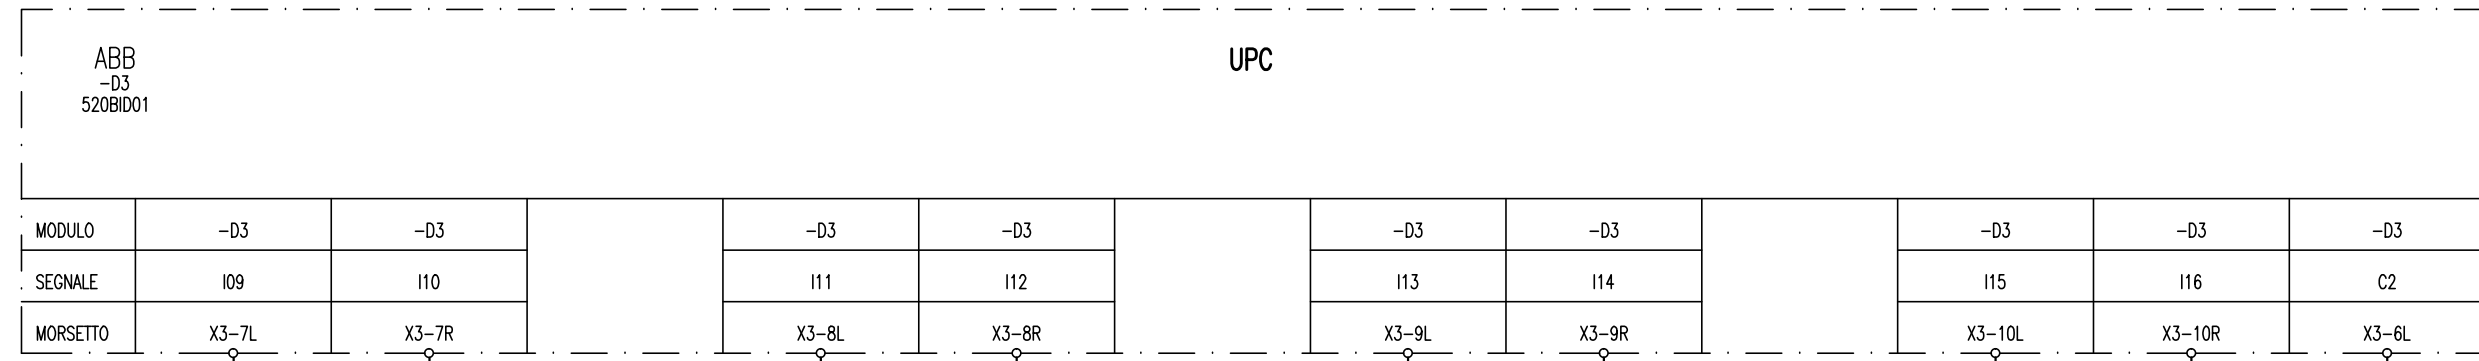 ABB
-D3
520BID01
UPC
MODULO -D3 -D3 -D3 -D3 -D3 -D3 -D3 -D3 -D3
SEGNALE I09 I10 I11 I12 I13 I14 I15 I16 C2
MORSETTO X3-7L X3-7R X3-8L X3-8R X3-9L X3-9R X3-10L X3-10R X3-6L